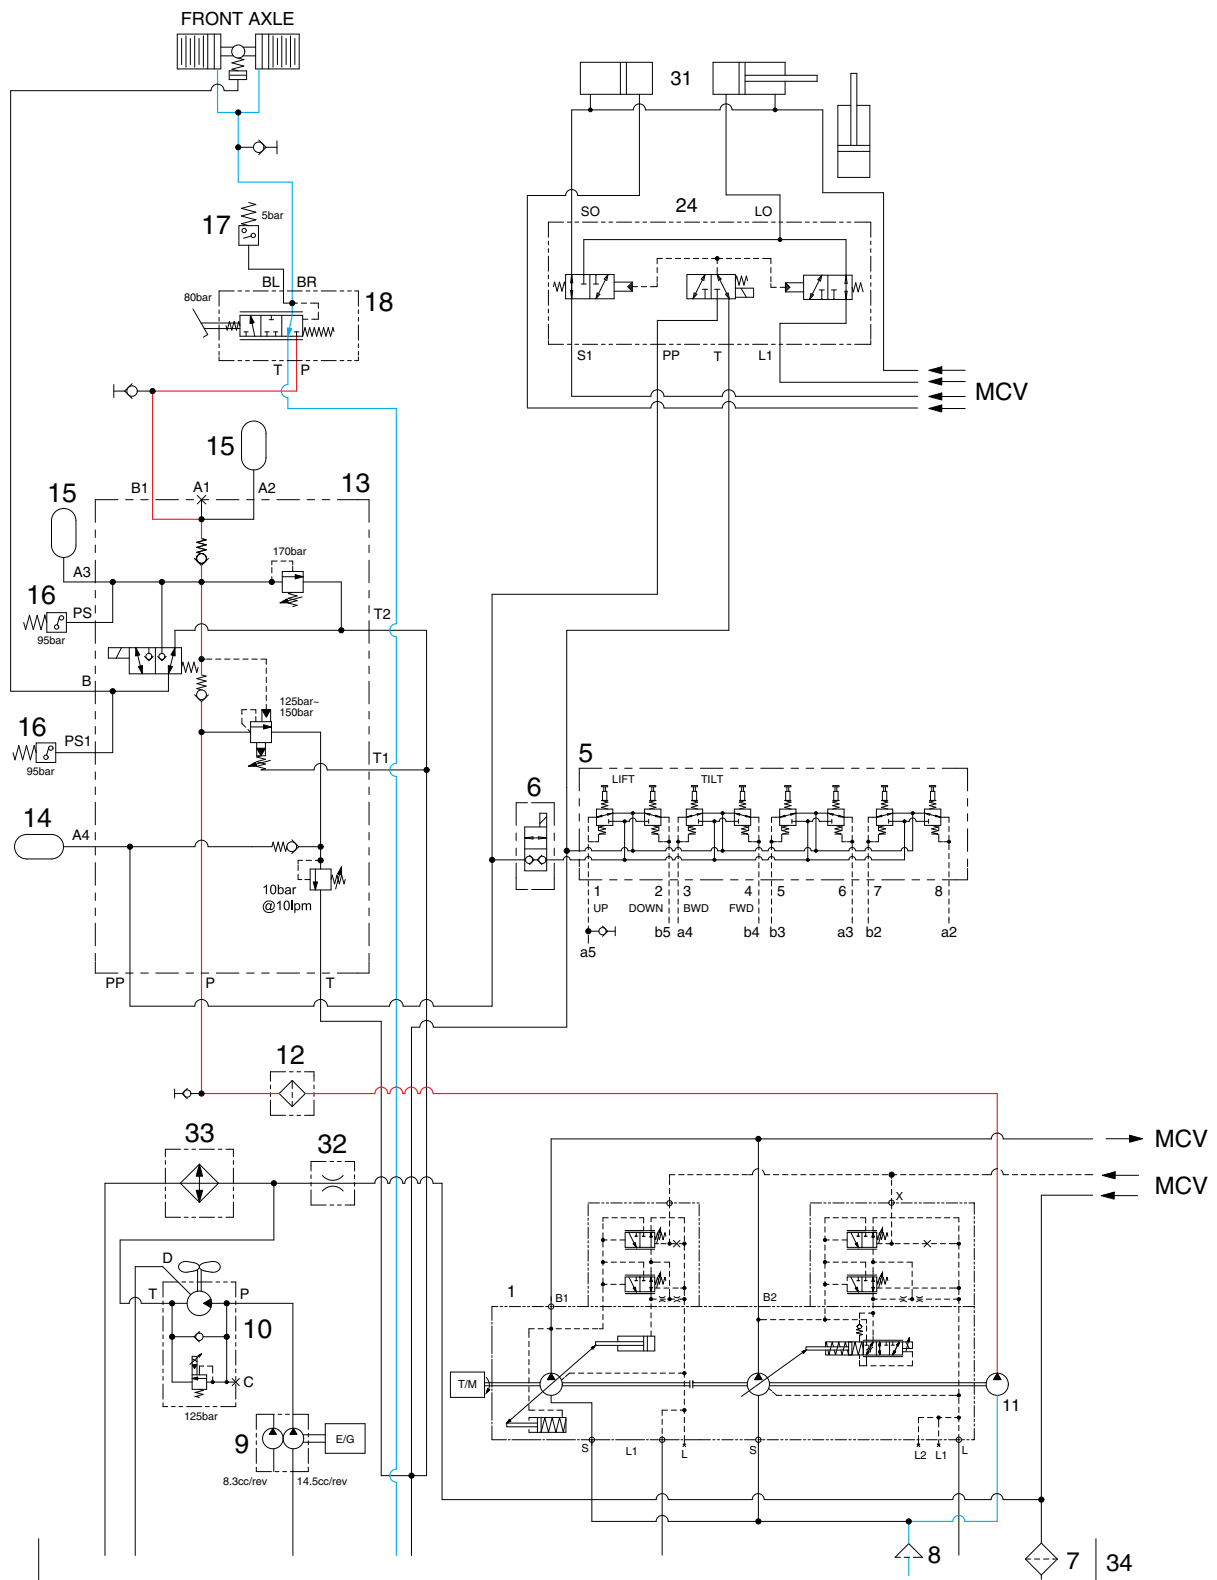 FRONT AXLE
31
24
SO
LO
17
5bar
BL BR
80bar
18
T P
S1 PP T L1
MCV
15
15
B1 A1 A2 13
170bar
A3
16 PS
95bar
T2
B
125bar~
150bar
16 PS1
95bar
T1
5
LIFT TILT
6
14 A4
10bar
@10lpm
1 2 3 4 5 6 7 8
UP DOWN BWD FWD
b5 a4 b4 b3 a3 b2 a2
a5
PP P T
12
33
32
MCV
MCV
X
D
T P
1 B1 B2
10
C
125bar
T/M
11
9 E/G
8.3cc/rev 14.5cc/rev
S L1 L S L2 L1 L
8 7 34